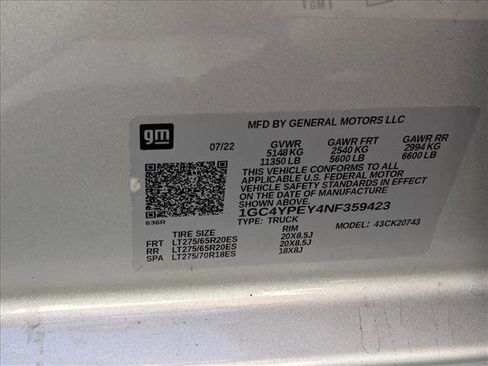 MFD BY GENERAL MOTORS LLC
gm
07/22
GVWR
GAWR FRT
GAWR RR
5148 KG
2540 KG
2994 KG
11350 LB
5600 LB
6600 LB
THIS VEHICLE CONFORMS TO ALL
APPLICABLE U.S. FEDERAL MOTOR
VEHICLE SAFETY STANDARDS IN EFFECT
ON THE DATE OF MANUFACTURE
SHOWN ABOVE.
1GC4YPEY4NF359423
TYPE: TRUCK
MODEL: 43CK20743
636R
TIRE SIZE
RIM
FRT LT275/65R20ES 20X8.5J
RR LT275/65R20ES 20X8.5J
SPA LT275/70R18ES 18X8J